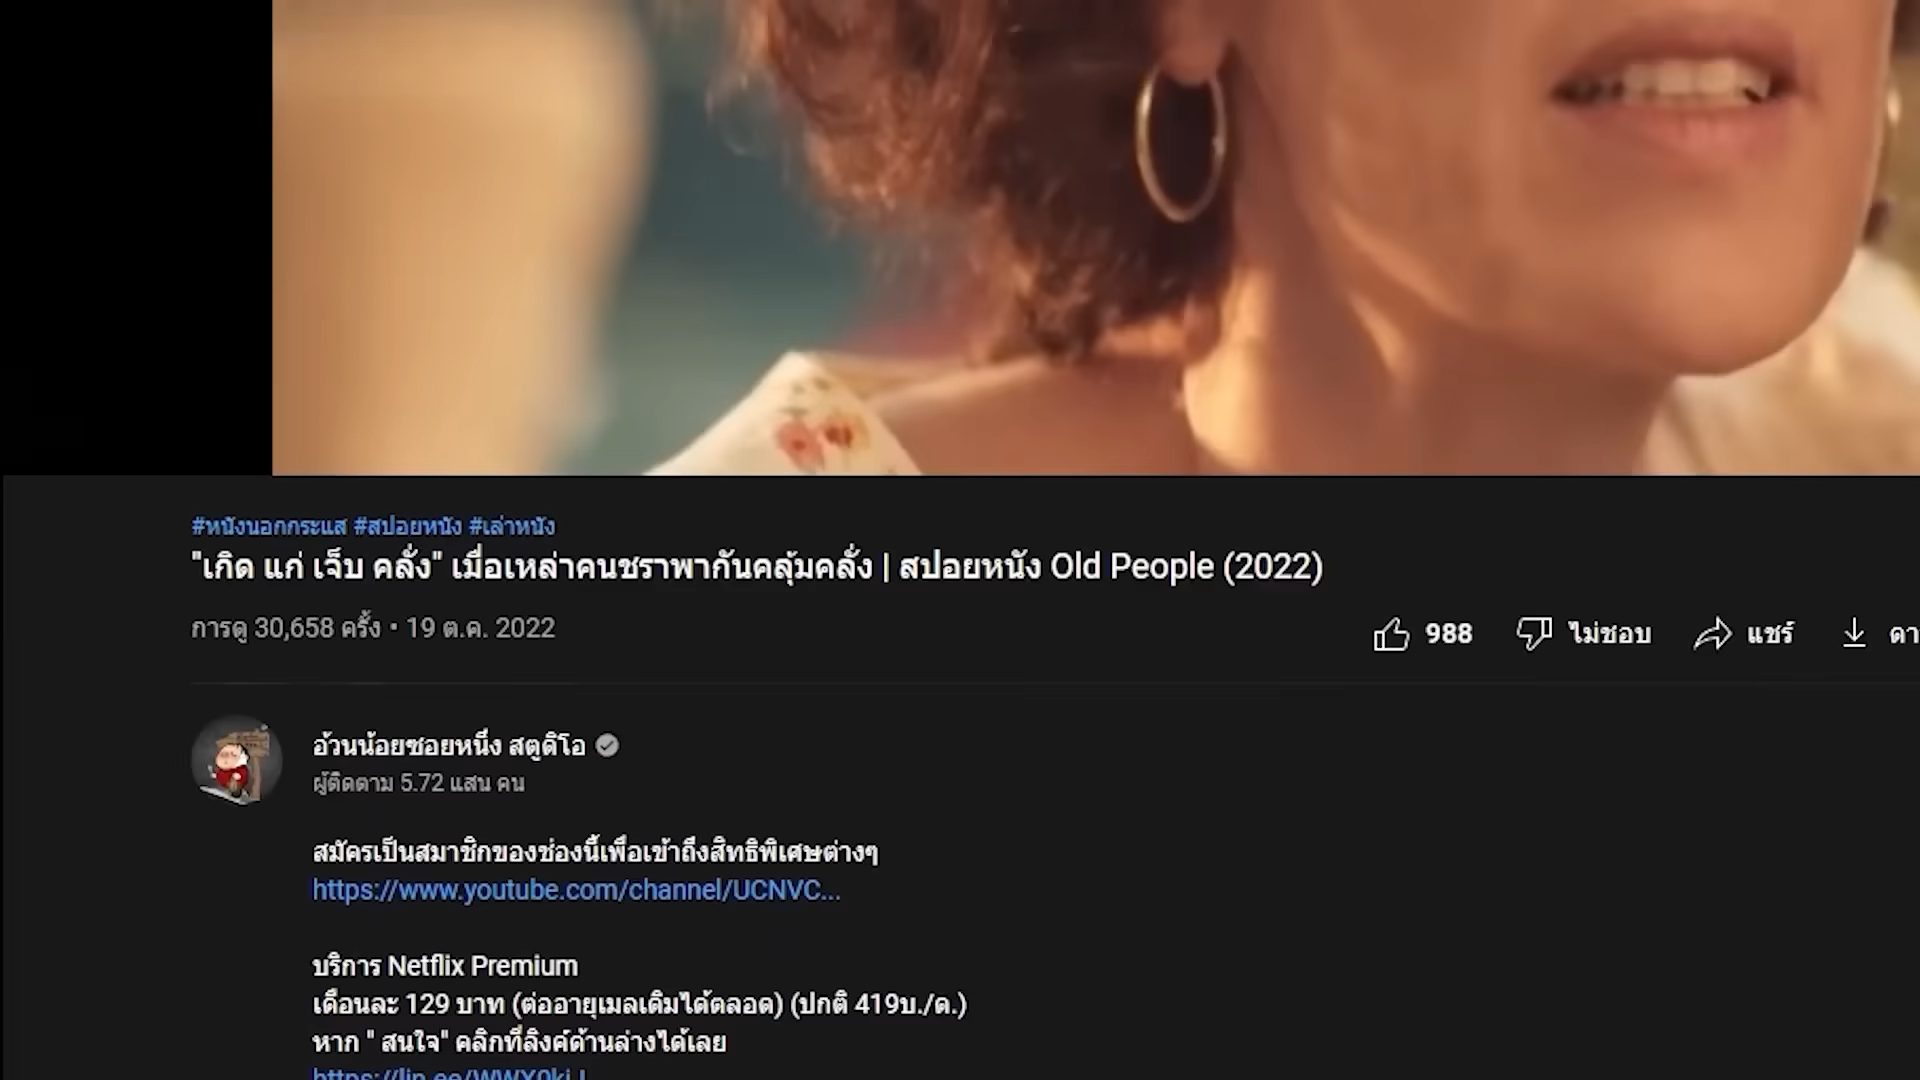 #หนังนอกกระแส #สปอยหนัง #เล่าหนัง
"เกิด แก่ เจ็บ คลั่ง" เมื่อเหล่าคนชราพากันคลุ้มคลั่ง | สปอยหนัง Old People (2022)
การดู 30,658 ครั้ง • 19 ต.ค. 2022
988 ไม่ชอบ แชร์
อ้วนน้อยซอยหนึ่ง สตูดิโอ
ผู้ติดตาม 5.72 แสน คน
สมัครเป็นสมาชิกของช่องนี้เพื่อเข้าถึงสิทธิพิเศษต่างๆ
https://www.youtube.com/channel/UCNVC...
บริการ Netflix Premium
เดือนละ 129 บาท (ต่ออายุเมลเดิมได้ตลอด) (ปกติ 419บ./ด.)
หาก " สนใจ" คลิกที่ลิงค์ด้านล่างได้เลย